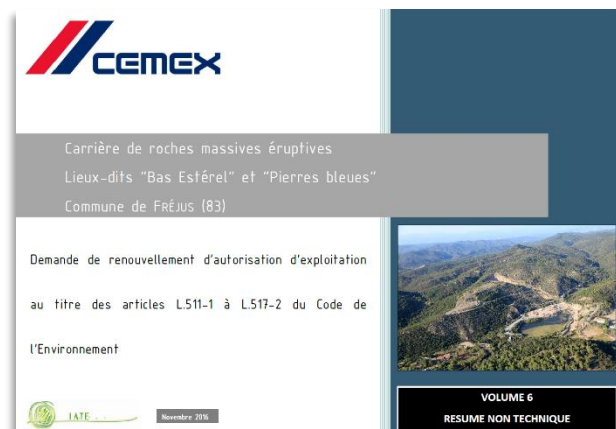 CEMEX
Carrière de roches massives éruptives
Lieux-dits "Bas Estérel" et "Pierres bleues"
Commune de FRÉJUS (83)
Demande de renouvellement d'autorisation d'exploitation
au titre des articles L.511-1 à L.517-2 du Code de
l'Environnement
IATE
Novembre 2016
VOLUME 6
RESUME NON TECHNIQUE